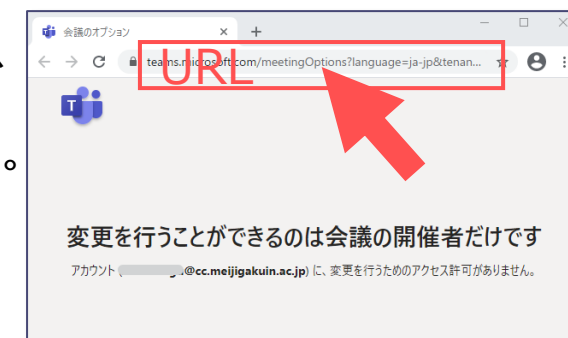 会議のオプション
teams.microsoft.com/meetingOptions?language=ja-jp&tenan...
URL
T
。
変更を行うことができるのは会議の開催者だけです
アカウント ( @cc.meijigakuin.ac.jp) に、変更を行うためのアクセス許可がありません。